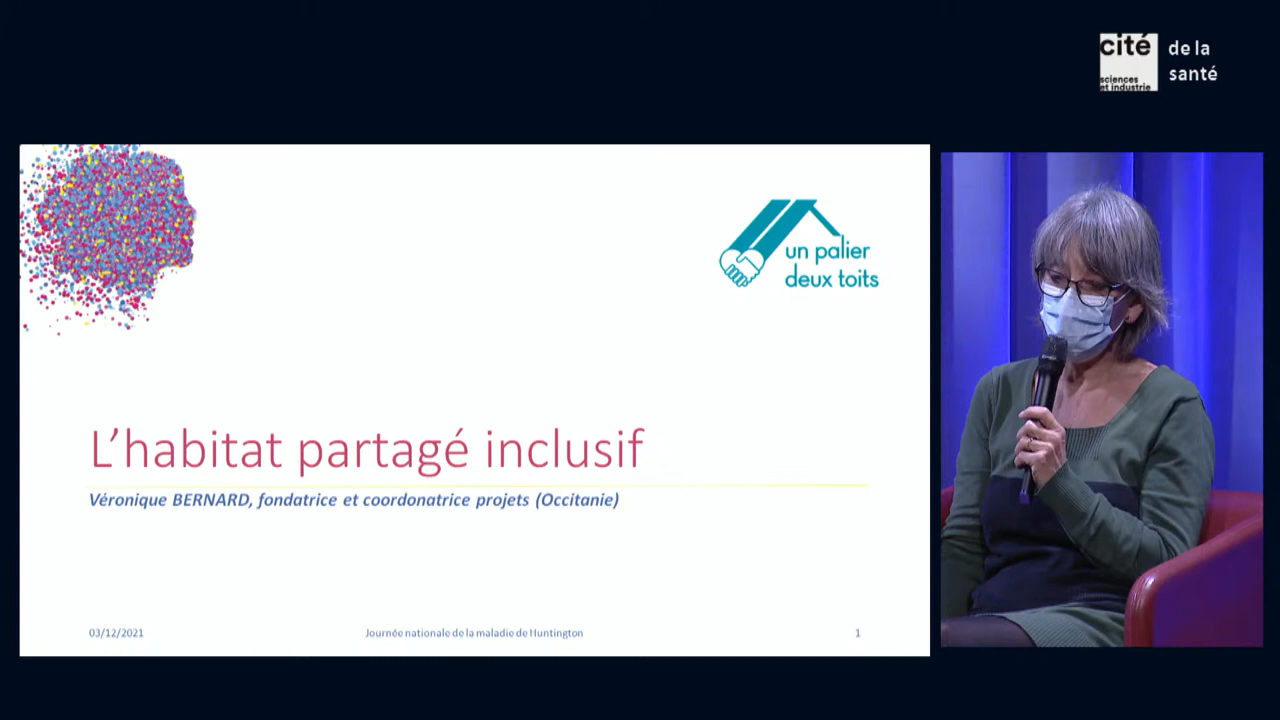 cité
sciences
et industrie
de la
santé
un palier
deux toits
L'habitat partagé inclusif
Véronique BERNARD, fondatrice et coordonatrice projets (Occitanie)
03/12/2021
Journée nationale de la maladie de Huntington
1